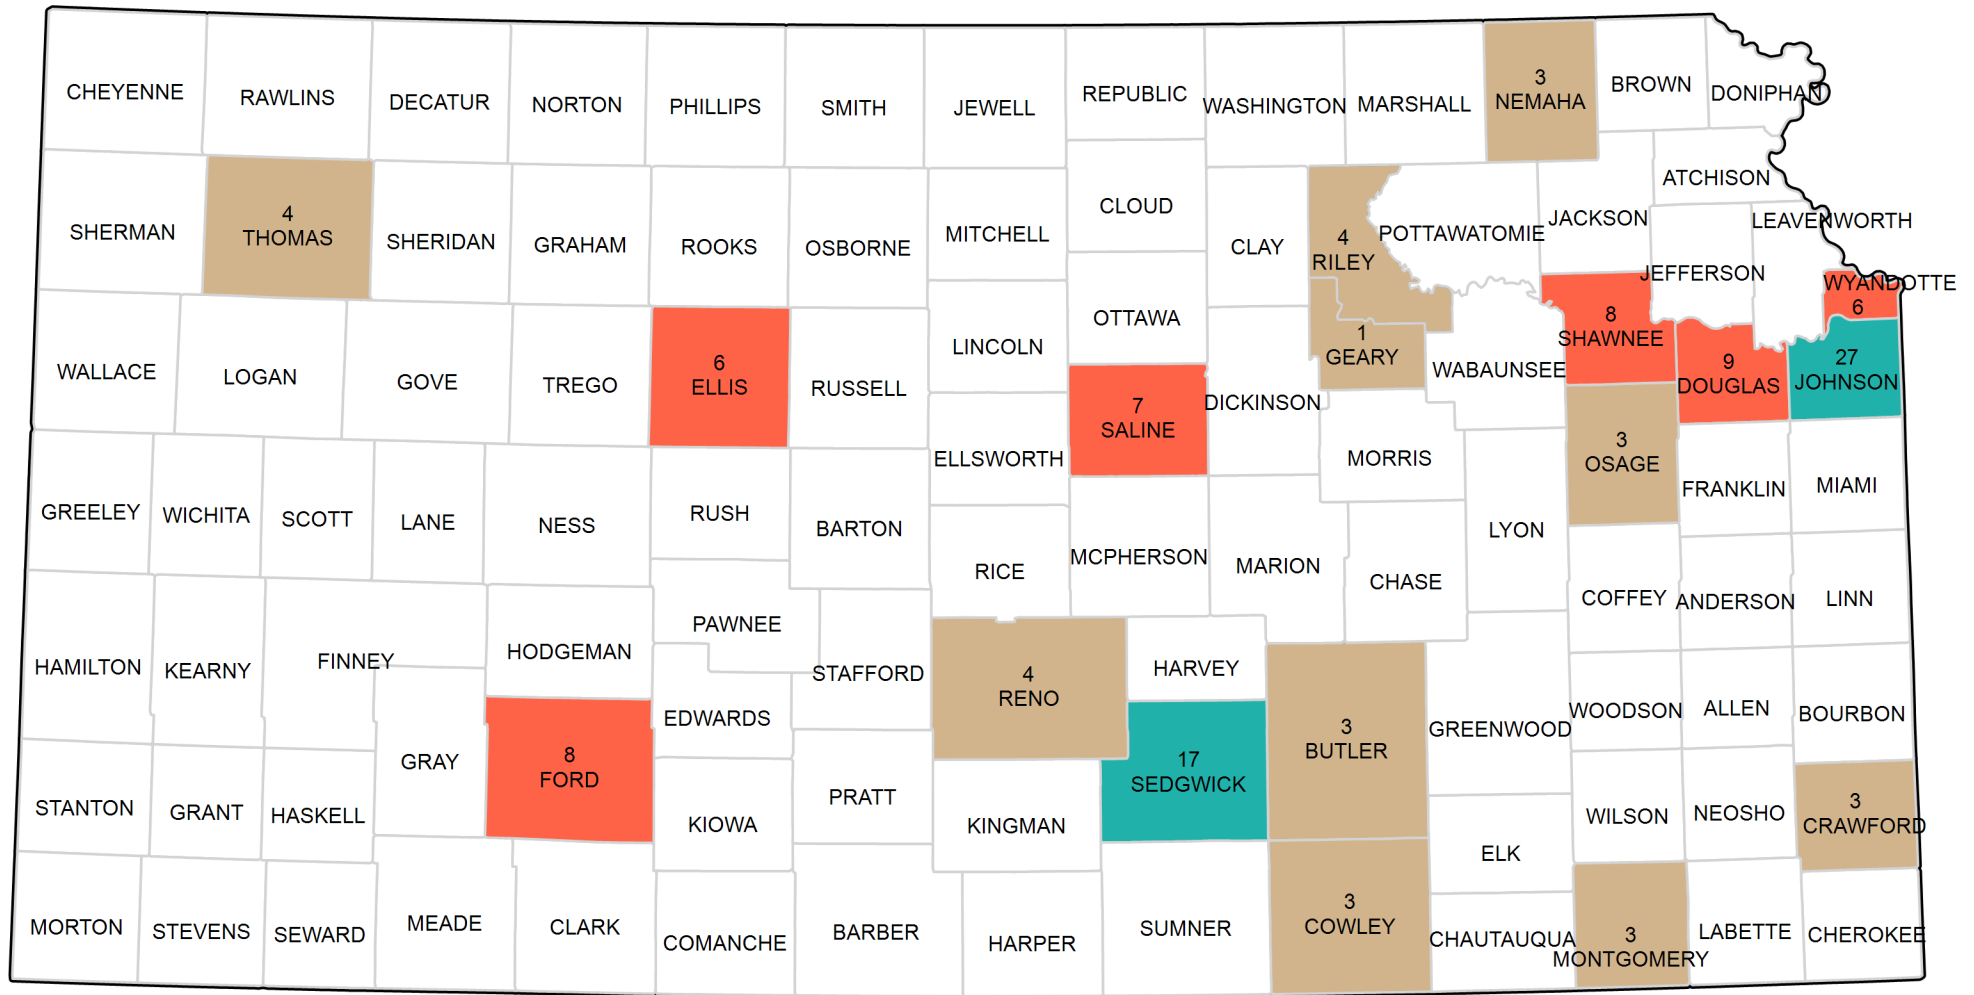 CHEYENNE
RAWLINS
DECATUR
NORTON
PHILLIPS
SMITH
JEWELL
REPUBLIC
WASHINGTON
MARSHALL
3
NEMAHA
BROWN
DONIPHAN
SHERMAN
4
THOMAS
SHERIDAN
GRAHAM
ROOKS
OSBORNE
MITCHELL
CLOUD
CLAY
4
RILEY
POTTAWATOMIE
JACKSON
ATCHISON
JEFFERSON
LEAVENWORTH
WYANDOTTE
6
WALLACE
LOGAN
GOVE
TREGO
6
ELLIS
RUSSELL
LINCOLN
OTTAWA
7
SALINE
DICKINSON
1
GEARY
WABAUNSEE
8
SHAWNEE
9
DOUGLAS
27
JOHNSON
GREELEY
WICHITA
SCOTT
LANE
NESS
RUSH
BARTON
ELLSWORTH
RICE
MCPHERSON
MARION
MORRIS
CHASE
LYON
3
OSAGE
FRANKLIN
MIAMI
HAMILTON
KEARNY
FINNEY
HODGEMAN
PAWNEE
STAFFORD
EDWARDS
4
RENO
HARVEY
3
BUTLER
GREENWOOD
COFFEY
ANDERSON
LINN
WOODSON
ALLEN
BOURBON
STANTON
GRANT
HASKELL
GRAY
8
FORD
KIOWA
PRATT
KINGMAN
17
SEDGWICK
ELK
WILSON
NEOSHO
3
CRAWFORD
MORTON
STEVENS
SEWARD
MEADE
CLARK
COMANCHE
BARBER
HARPER
SUMNER
3
COWLEY
CHAUTAUQUA
3
MONTGOMERY
LABETTE
CHEROKEE